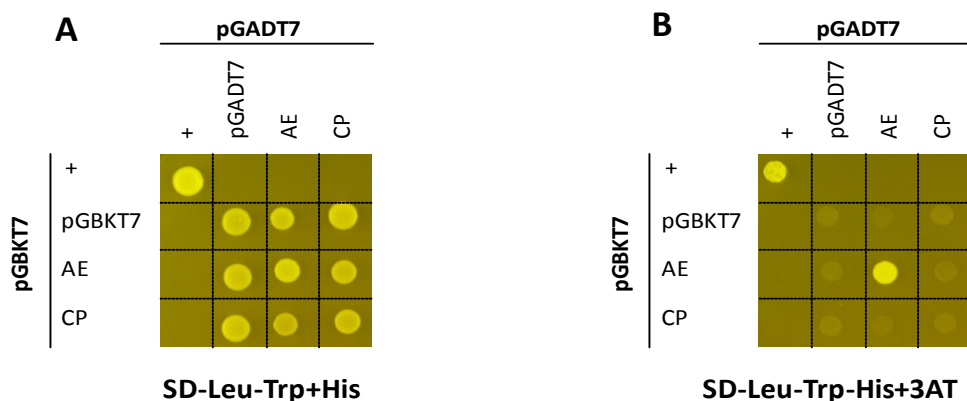 A
pGADT7
+ pGADT7 AE CP
pGBKT7
+
pGBKT7
AE
CP
SD-Leu-Trp+His
B
pGADT7
+ pGADT7 AE CP
pGBKT7
+
pGBKT7
AE
CP
SD-Leu-Trp-His+3AT